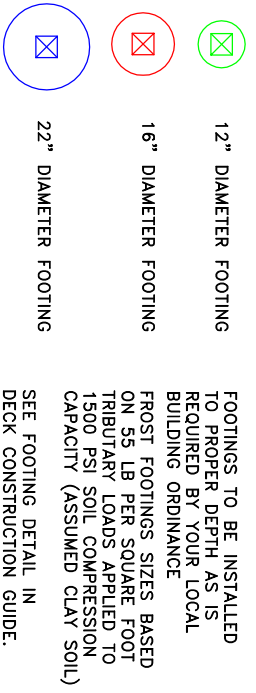 12" DIAMETER FOOTING
16" DIAMETER FOOTING
22" DIAMETER FOOTING
FOOTINGS TO BE INSTALLED
TO PROPER DEPTH AS IS
REQUIRED BY YOUR LOCAL
BUILDING ORDINANCE
FROST FOOTINGS SIZES BASED
ON 55 LB PER SQUARE FOOT
TRIBUTARY LOADS APPLIED TO
1500 PSI SOIL COMPRESSION
CAPACITY (ASSUMED CLAY SOIL)
SEE FOOTING DETAIL IN
DECK CONSTRUCTION GUIDE.